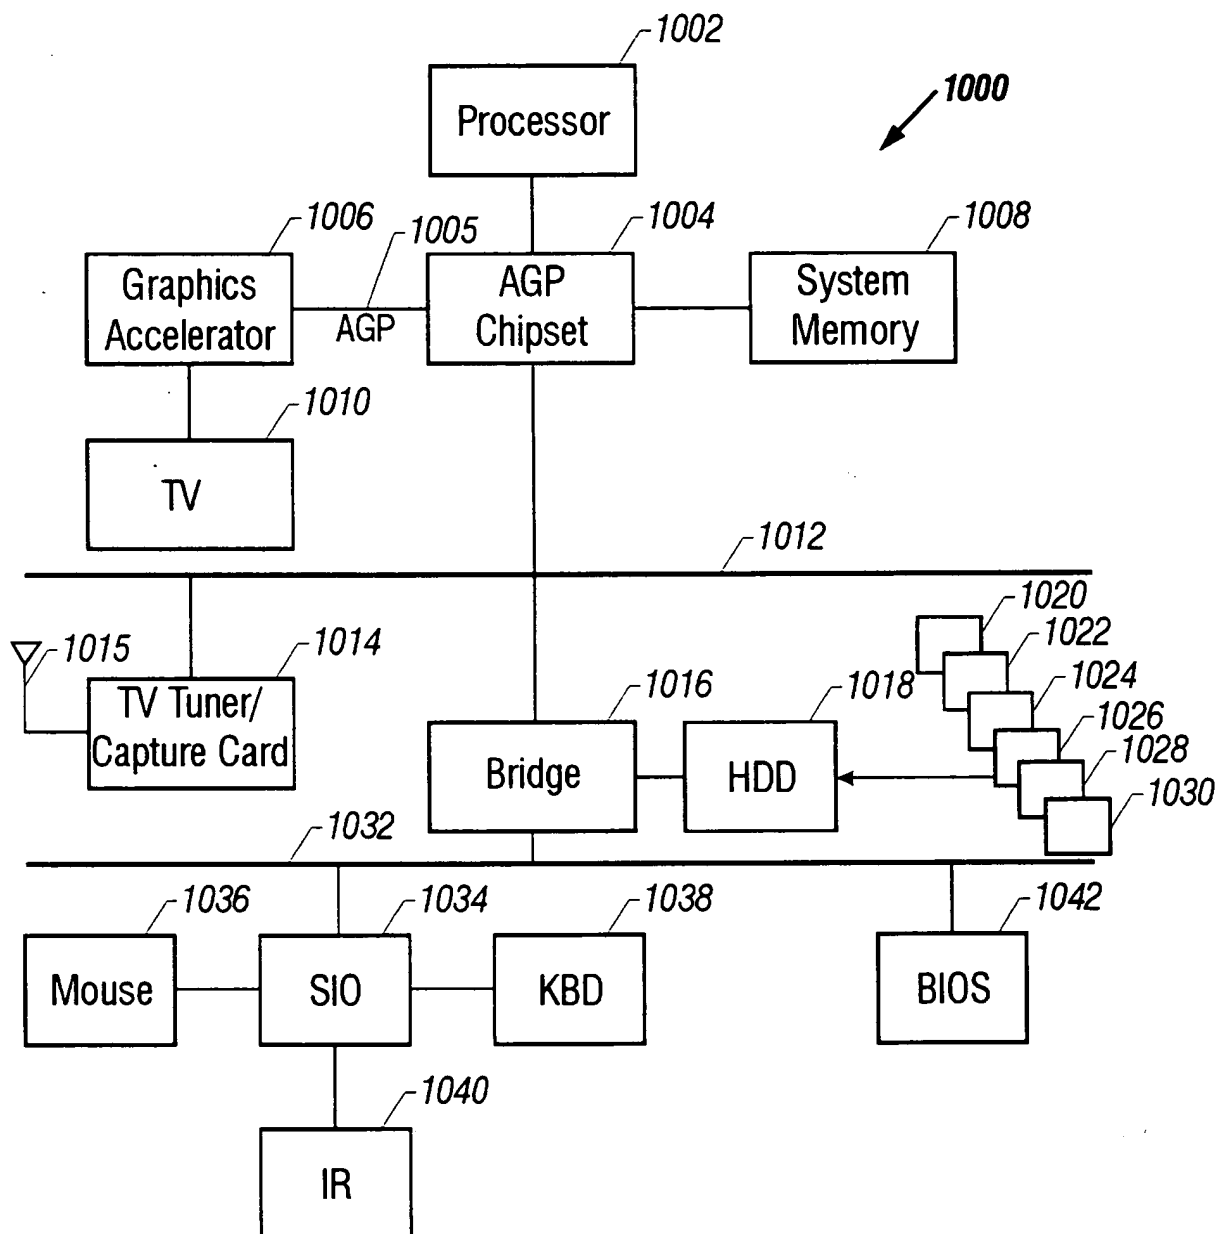 1002
Processor
1000
1006
1005
1004
1008
Graphics
Accelerator
AGP
AGP
Chipset
System
Memory
1010
TV
1012
1015
1014
TV Tuner/
Capture Card
1016
Bridge
1018
HDD
1020
1022
1024
1026
1028
1030
1032
1036
Mouse
1034
SIO
1038
KBD
1042
BIOS
1040
IR